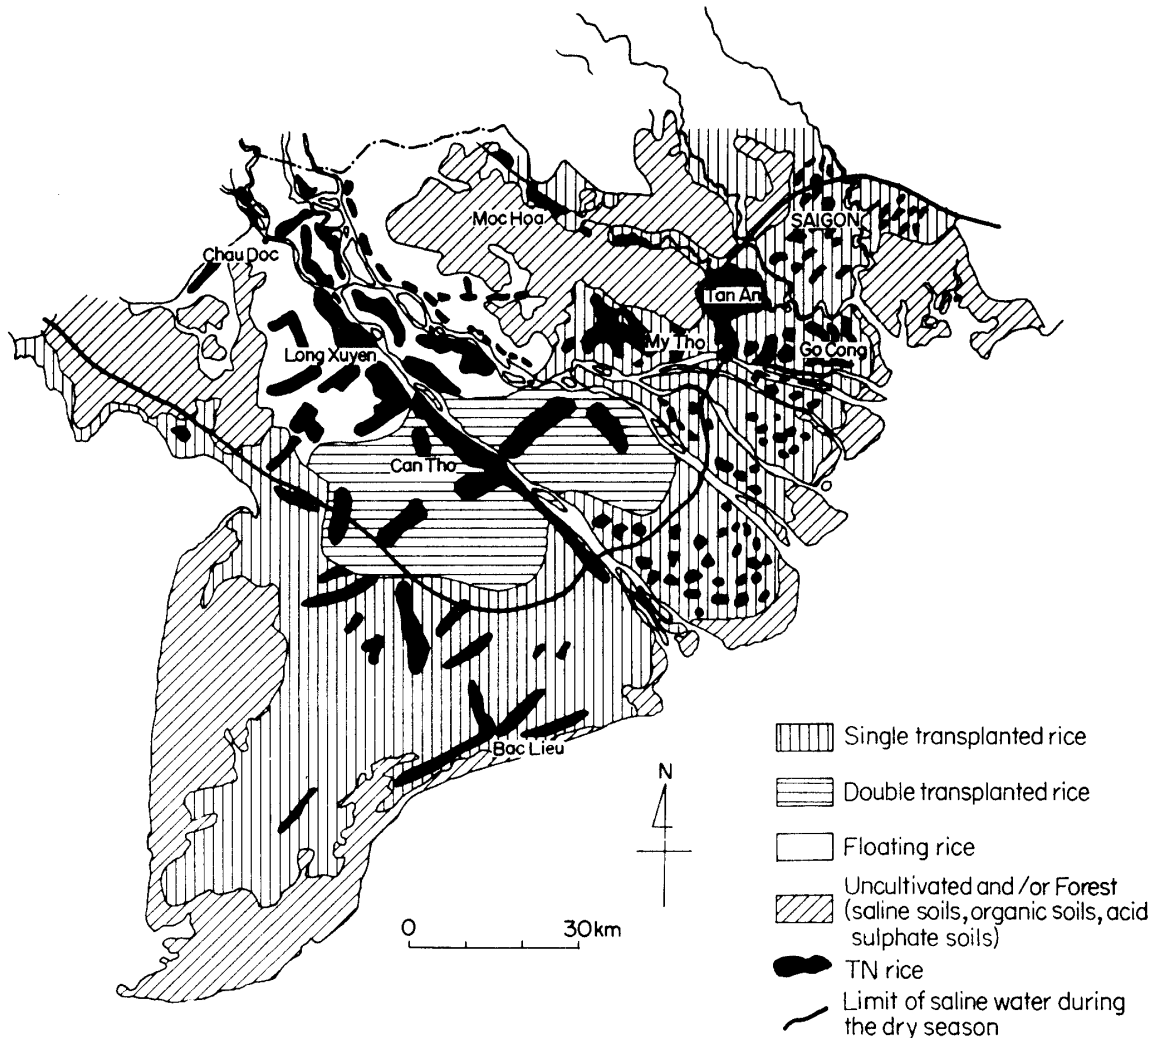 Moc Hoa
SAIGON
Chau Doc
Tan An
Long Xuyen
My Tho
Go Cong
Can Tho
Bac Lieu
N
0 30km
Single transplanted rice
Double transplanted rice
Floating rice
Uncultivated and/or Forest
(saline soils, organic soils, acid
sulphate soils)
TN rice
Limit of saline water during
the dry season